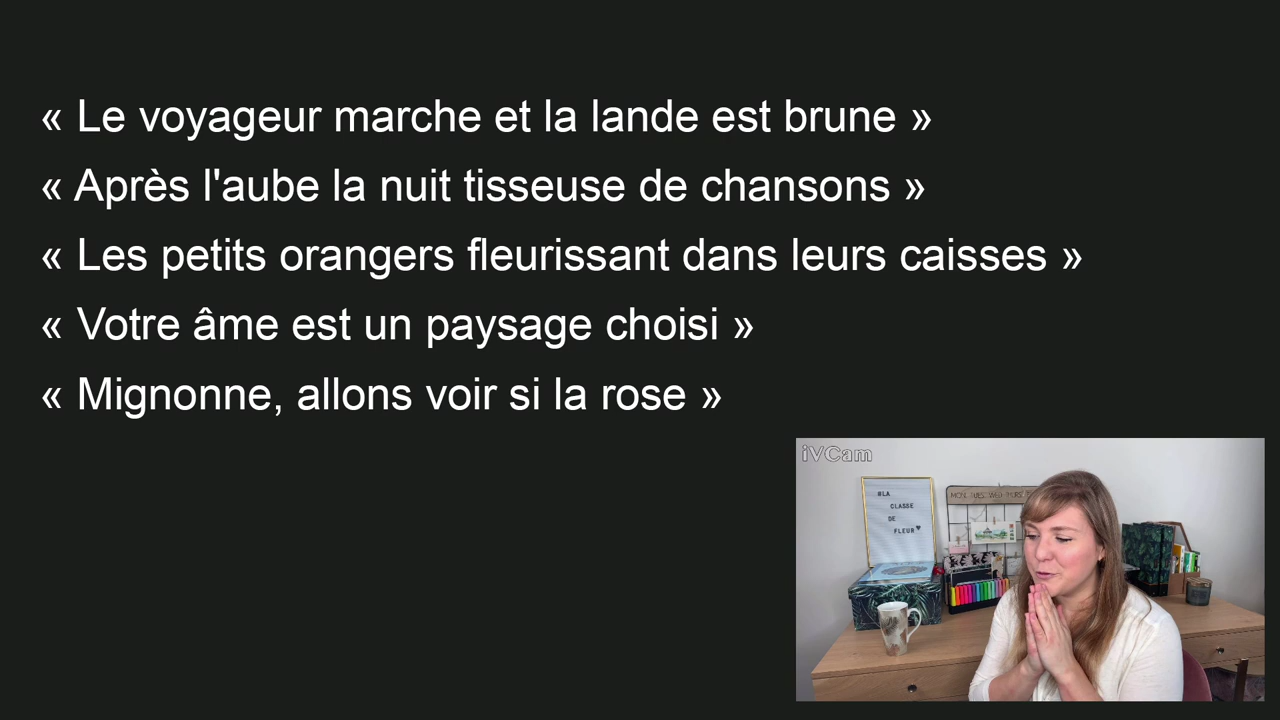 « Le voyageur marche et la lande est brune »
« Après l'aube la nuit tisseuse de chansons »
« Les petits orangers fleurissant dans leurs caisses »
« Votre âme est un paysage choisi »
« Mignonne, allons voir si la rose »
iVCam
#LA
CLASSE
DE
FLEUR♥